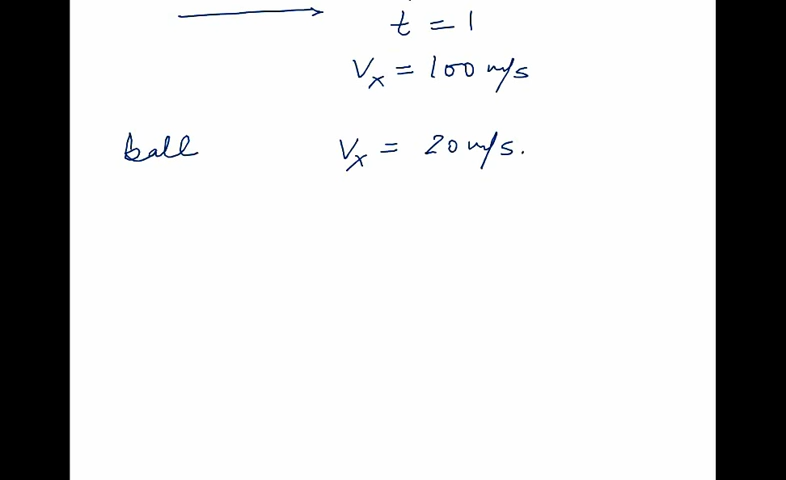 t = 1
Vx = 100 m/s
ball Vx = 20 m/s.